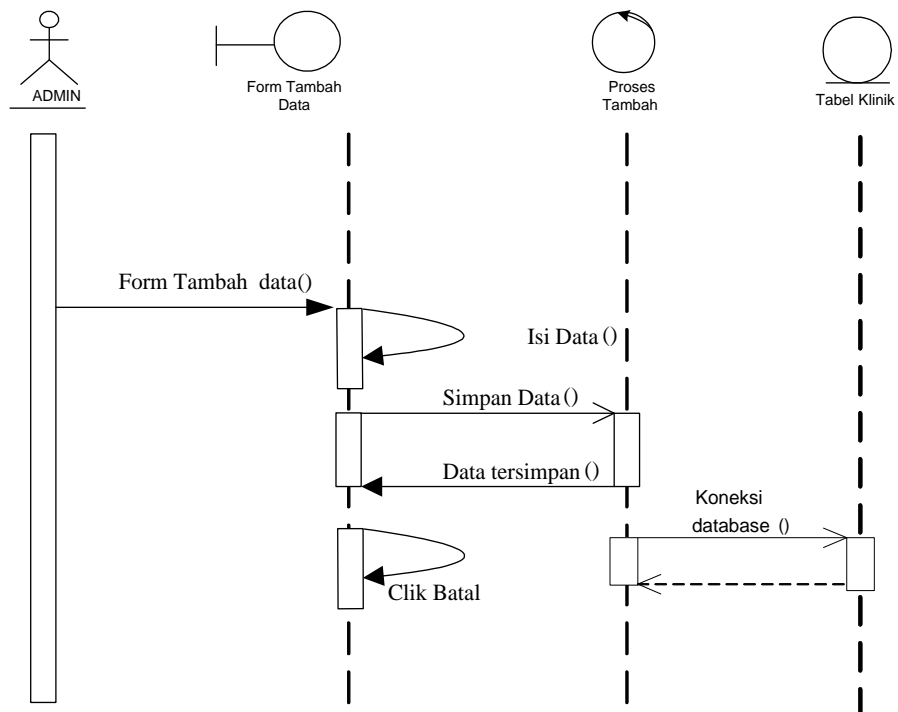 ADMIN
Form Tambah
Data
Proses
Tambah
Tabel Klinik
Form Tambah data()
Isi Data ()
Simpan Data ()
Data tersimpan ()
Koneksi
database ()
Clik Batal